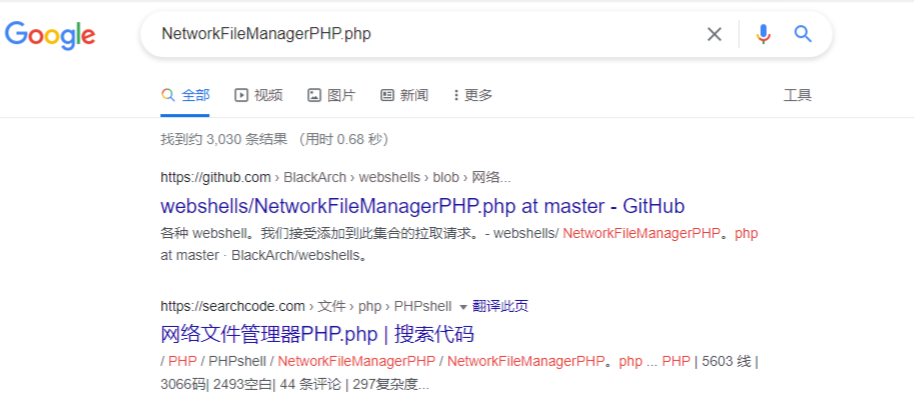 Google NetworkFileManagerPHP.php
全部 视频 图片 新闻 更多 工具
找到约 3,030 条结果 （用时 0.68 秒）
https://github.com › BlackArch › webshells › blob › 网络...
webshells/NetworkFileManagerPHP.php at master - GitHub
各种 webshell。我们接受添加到此集合的拉取请求。- webshells/ NetworkFileManagerPHP。php
at master · BlackArch/webshells。
https://searchcode.com › 文件 › php › PHPshell 翻译此页
网络文件管理器PHP.php | 搜索代码
/ PHP / PHPshell / NetworkFileManagerPHP / NetworkFileManagerPHP。php ... PHP | 5603 线 |
3066码| 2493空白| 44 条评论 | 297复杂度...